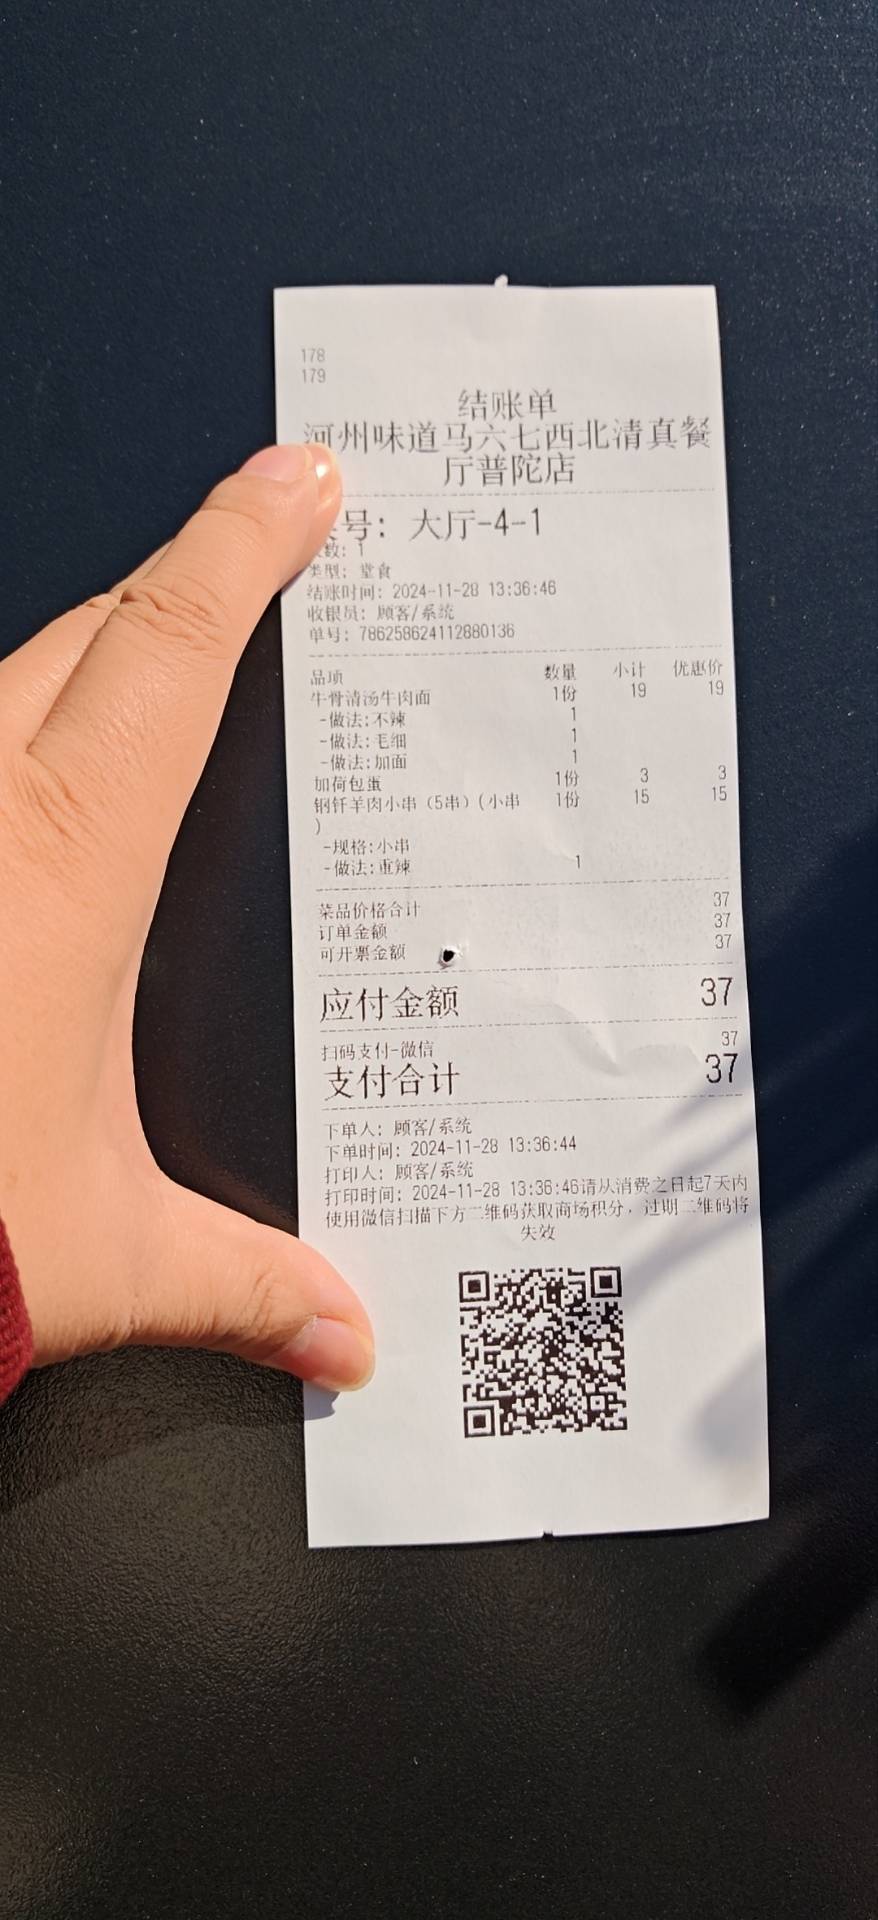 178
179
结账单
河州味道马六七西北清真餐
厅普陀店
号: 大厅-4-1
数: 1
类型: 堂食
结账时间: 2024-11-28 13:36:46
收银员: 顾客/系统
单号: 786258624112880136
品项 数量 小计 优惠价
牛骨清汤牛肉面 1份 19 19
-做法:不辣 1
-做法:毛细 1
-做法:加面 1
加荷包蛋 1份 3 3
钢钎羊肉小串（5串）(小串 1份 15 15
)
-规格:小串
-做法:重辣 1
菜品价格合计 37
订单金额 37
可开票金额 37
应付金额 37
扫码支付-微信 37
支付合计 37
下单人: 顾客/系统
下单时间: 2024-11-28 13:36:44
打印人: 顾客/系统
打印时间: 2024-11-28 13:36:46请从消费之日起7天内
使用微信扫描下方二维码获取商场积分，过期二维码将
失效